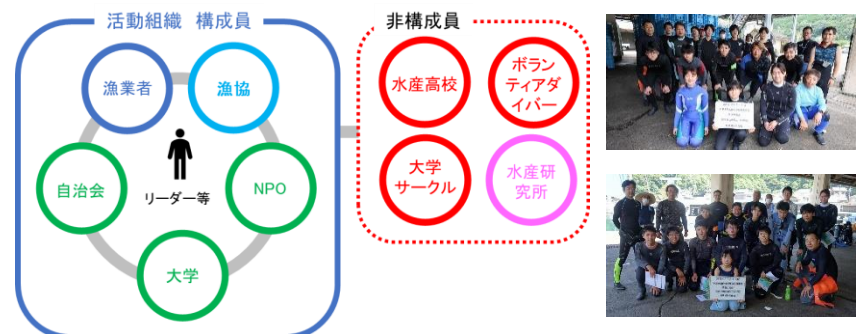 活動組織 構成員
漁業者
漁協
自治会
リーダー等
NPO
大学
非構成員
水産高校
ボラン
ティアダ
イバー
大学
サークル
水産研
究所